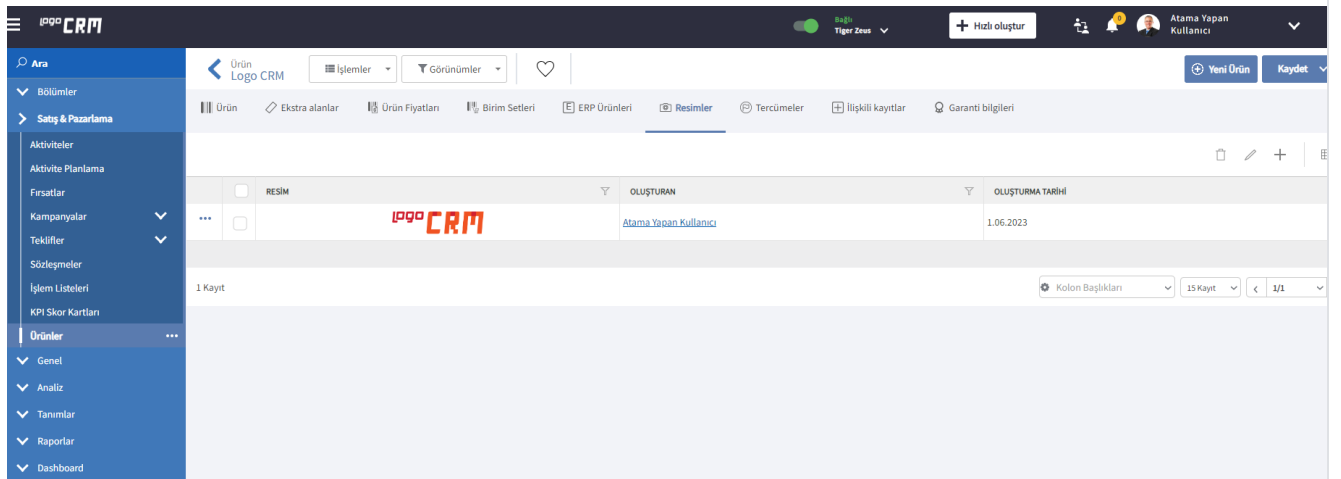 logo CRM
Bağlı
Tiger Zeus
Hızlı oluştur
0
Atama Yapan
Kullanıcı
Ara
Bölümler
Satış & Pazarlama
Aktiviteler
Aktivite Planlama
Fırsatlar
Kampanyalar
Teklifler
Sözleşmeler
İşlem Listeleri
KPI Skor Kartları
Ürünler
Genel
Analiz
Tanımlar
Raporlar
Dashboard
Ürün
Logo CRM
İşlemler
Görünümler
Yeni Ürün
Kaydet
Ürün
Ekstra alanlar
Ürün Fiyatları
Birim Setleri
E ERP Ürünleri
Resimler
Tercümeler
İlişkili kayıtlar
Garanti bilgileri
RESİM
OLUŞTURAN
OLUŞTURMA TARİHİ
logo CRM
Atama Yapan Kullanıcı
1.06.2023
1 Kayıt
Kolon Başlıkları
15 Kayıt
1/1